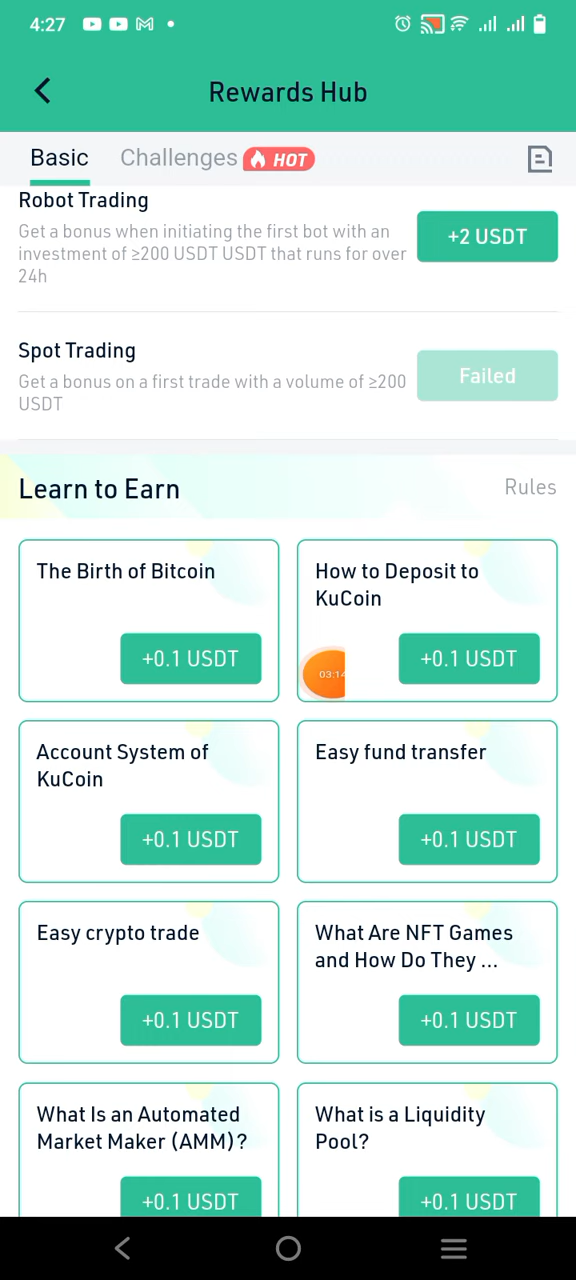 4:27
Rewards Hub
Basic
Challenges
HOT
Robot Trading
Get a bonus when initiating the first bot with an
investment of ≥200 USDT USDT that runs for over
24h
+2 USDT
Spot Trading
Get a bonus on a first trade with a volume of ≥200
USDT
Failed
Learn to Earn
Rules
The Birth of Bitcoin
+0.1 USDT
How to Deposit to
KuCoin
03:14
+0.1 USDT
Account System of
KuCoin
+0.1 USDT
Easy fund transfer
+0.1 USDT
Easy crypto trade
+0.1 USDT
What Are NFT Games
and How Do They ...
+0.1 USDT
What Is an Automated
Market Maker (AMM)?
+0.1 USDT
What is a Liquidity
Pool?
+0.1 USDT